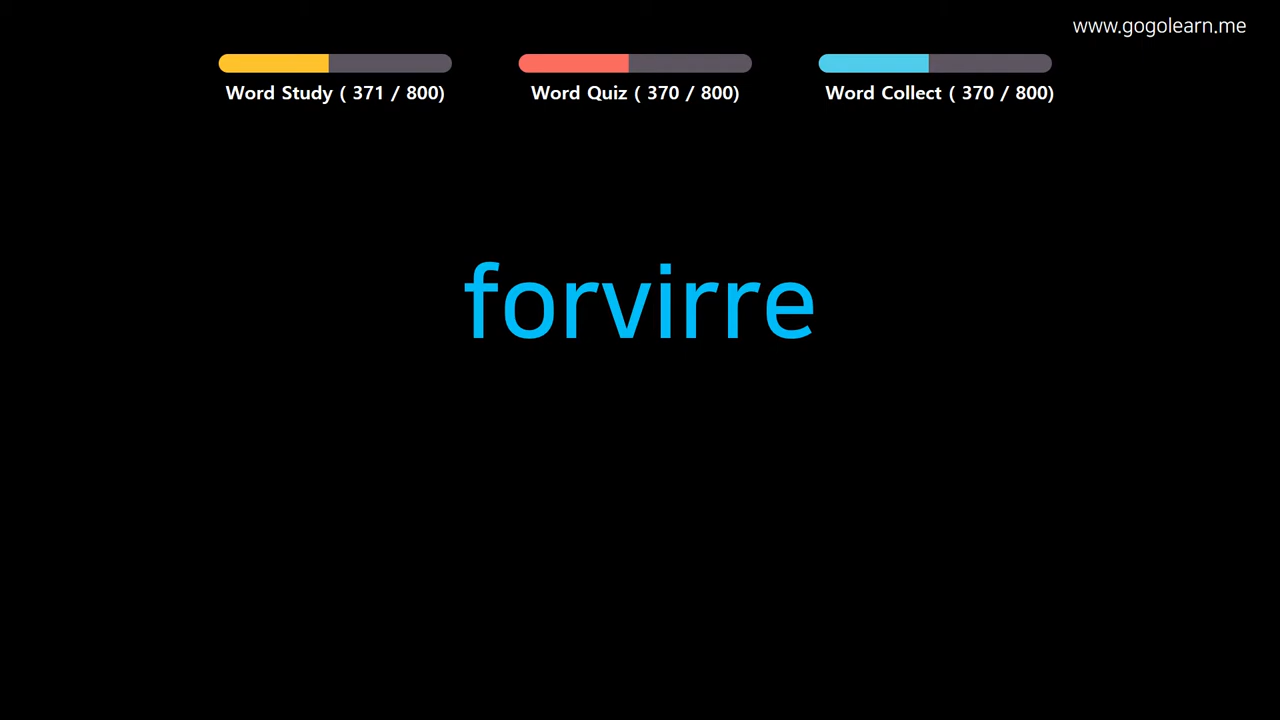 www.gogolearn.me
Word Study ( 371 / 800)
Word Quiz ( 370 / 800)
Word Collect ( 370 / 800)
forvirre